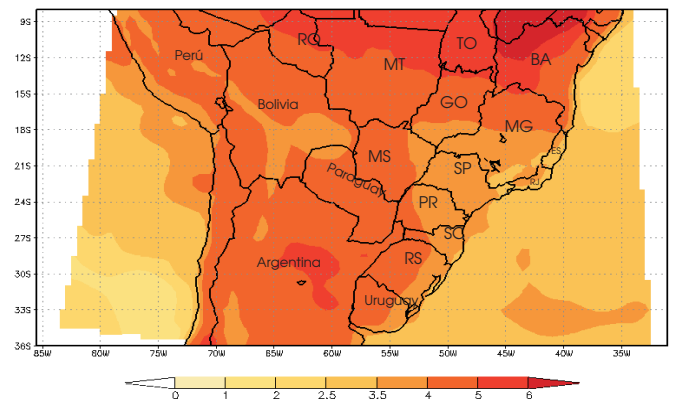 9S
12S
15S
18S
21S
24S
27S
30S
33S
36S
RO
TO
Perú
MT
BA
Bolivia
GO
MG
MS
ES
SP
Paraguay
RJ
PR
SC
Argentina
RS
Uruguay
85W 80W 75W 70W 65W 60W 55W 50W 45W 40W 35W
0 1 2 2.5 3.5 4 5 6